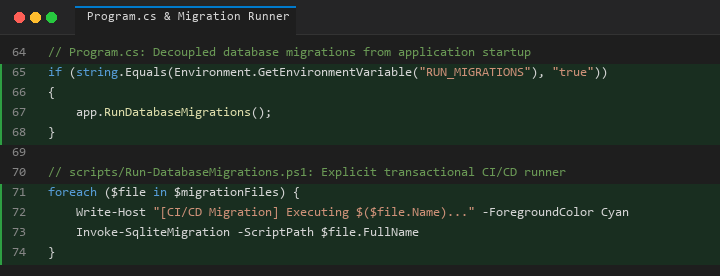 Program.cs & Migration Runner
64 // Program.cs: Decoupled database migrations from application startup
65 if (string.Equals(Environment.GetEnvironmentVariable("RUN_MIGRATIONS"), "true"))
66 {
67     app.RunDatabaseMigrations();
68 }
69
70 // scripts/Run-DatabaseMigrations.ps1: Explicit transactional CI/CD runner
71 foreach ($file in $migrationFiles) {
72     Write-Host "[CI/CD Migration] Executing $($file.Name)..." -ForegroundColor Cyan
73     Invoke-SqliteMigration -ScriptPath $file.FullName
74 }